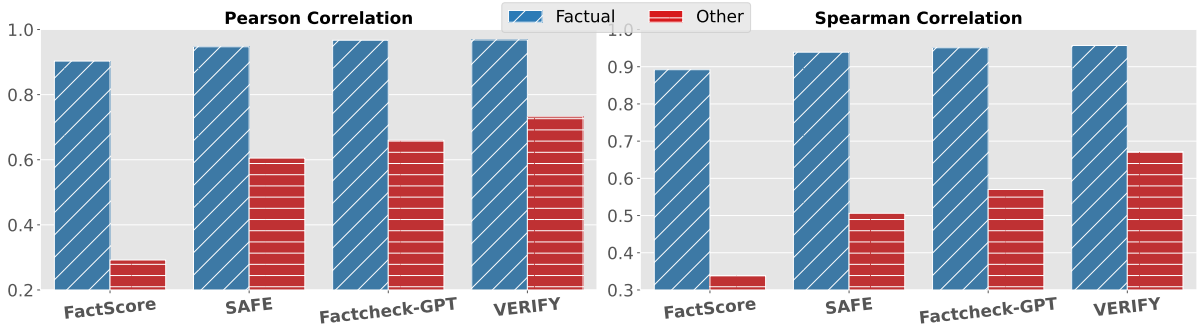 Pearson Correlation
Factual
Other
Spearman Correlation
1.0
0.8
0.6
0.4
0.2
FactScore
SAFE
Factcheck-GPT
VERIFY
1.0
0.9
0.8
0.7
0.6
0.5
0.4
0.3
FactScore
SAFE
Factcheck-GPT
VERIFY